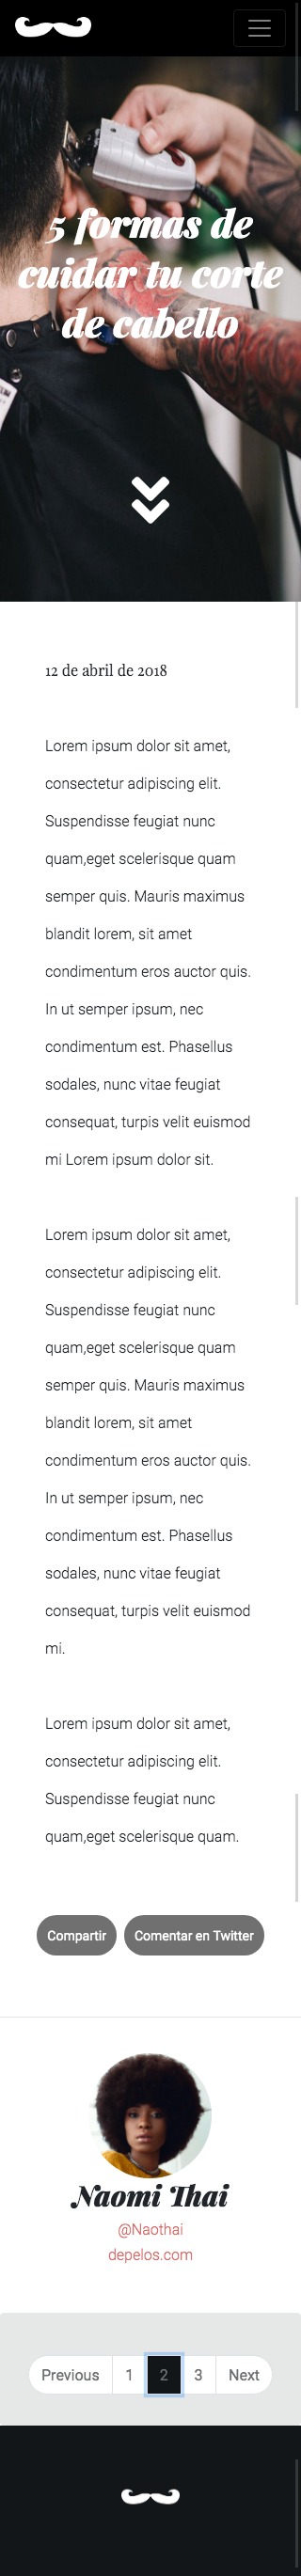 5 formas de
cuidar tu corte
de cabello
12 de abril de 2018
Lorem ipsum dolor sit amet,
consectetur adipiscing elit.
Suspendisse feugiat nunc
quam,eget scelerisque quam
semper quis. Mauris maximus
blandit lorem, sit amet
condimentum eros auctor quis.
In ut semper ipsum, nec
condimentum est. Phasellus
sodales, nunc vitae feugiat
consequat, turpis velit euismod
mi Lorem ipsum dolor sit.
Lorem ipsum dolor sit amet,
consectetur adipiscing elit.
Suspendisse feugiat nunc
quam,eget scelerisque quam
semper quis. Mauris maximus
blandit lorem, sit amet
condimentum eros auctor quis.
In ut semper ipsum, nec
condimentum est. Phasellus
sodales, nunc vitae feugiat
consequat, turpis velit euismod
mi.
Lorem ipsum dolor sit amet,
consectetur adipiscing elit.
Suspendisse feugiat nunc
quam,eget scelerisque quam.
Compartir Comentar en Twitter
Naomi Thai
@Naothai
depelos.com
Previous 1 2 3 Next